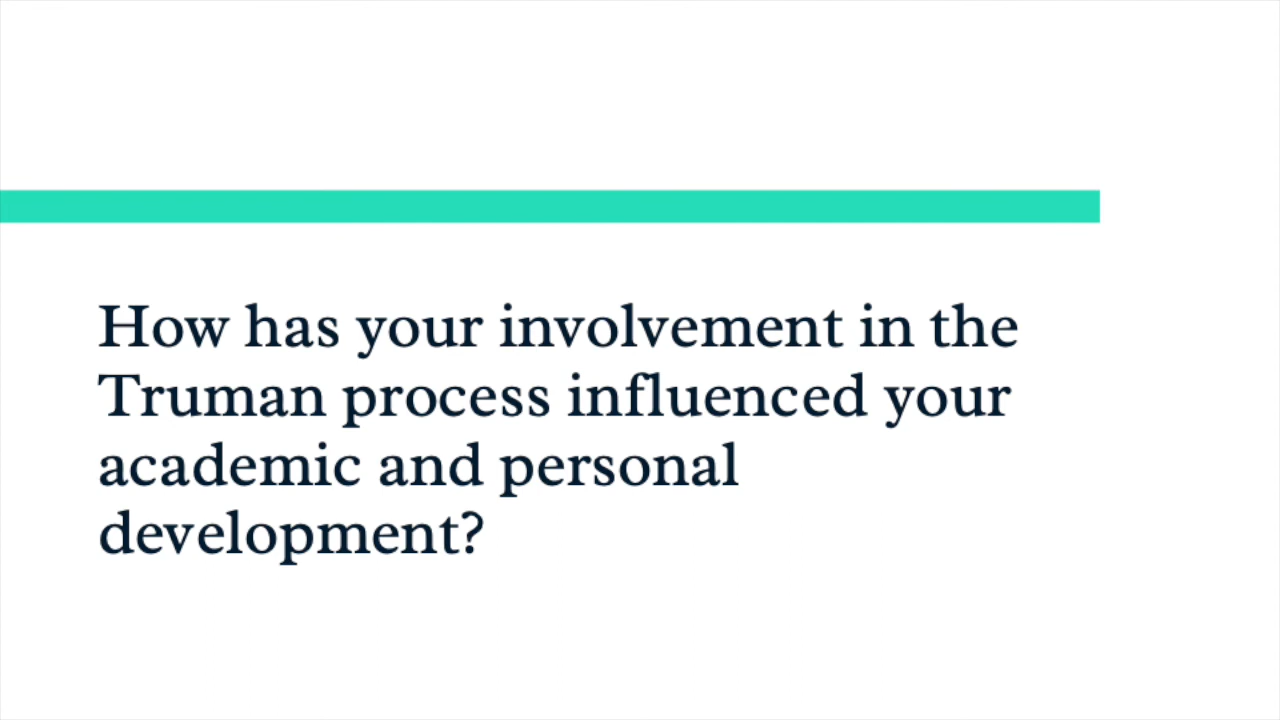 How has your involvement in the
Truman process influenced your
academic and personal
development?